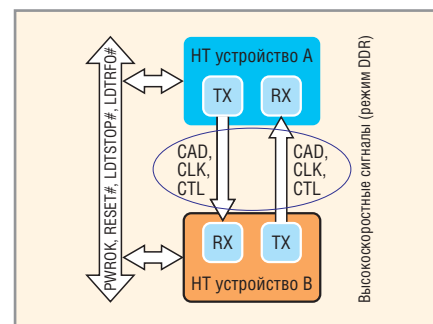 PWROK, RESET#, LDTSTOP#, LDTRFO#
HT устройство A
TX
RX
CAD,
CLK,
CTL
CAD,
CLK,
CTL
RX
TX
HT устройство B
Высокоскоростные сигналы (режим DDR)